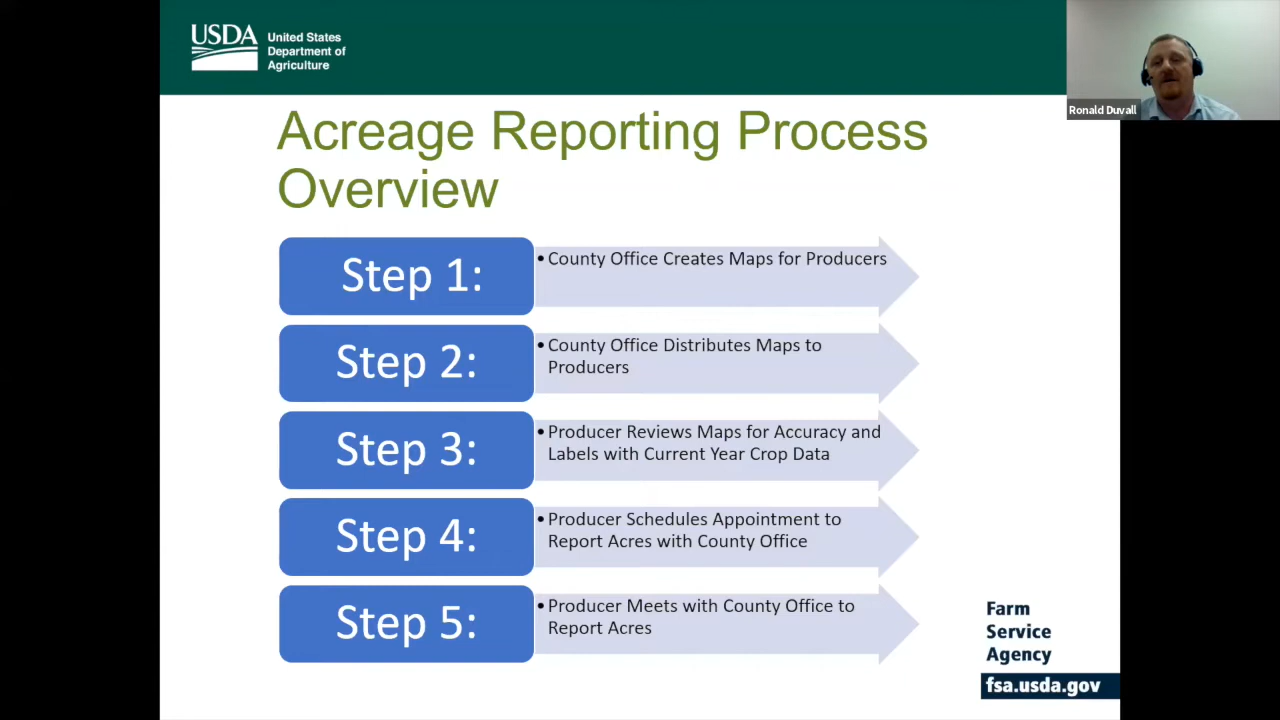 USDA
United States
Department of
Agriculture
Ronald Duvall
Acreage Reporting Process
Overview
Step 1:
• County Office Creates Maps for Producers
Step 2:
• County Office Distributes Maps to
Producers
Step 3:
• Producer Reviews Maps for Accuracy and
Labels with Current Year Crop Data
Step 4:
• Producer Schedules Appointment to
Report Acres with County Office
Step 5:
• Producer Meets with County Office to
Report Acres
Farm
Service
Agency
fsa.usda.gov